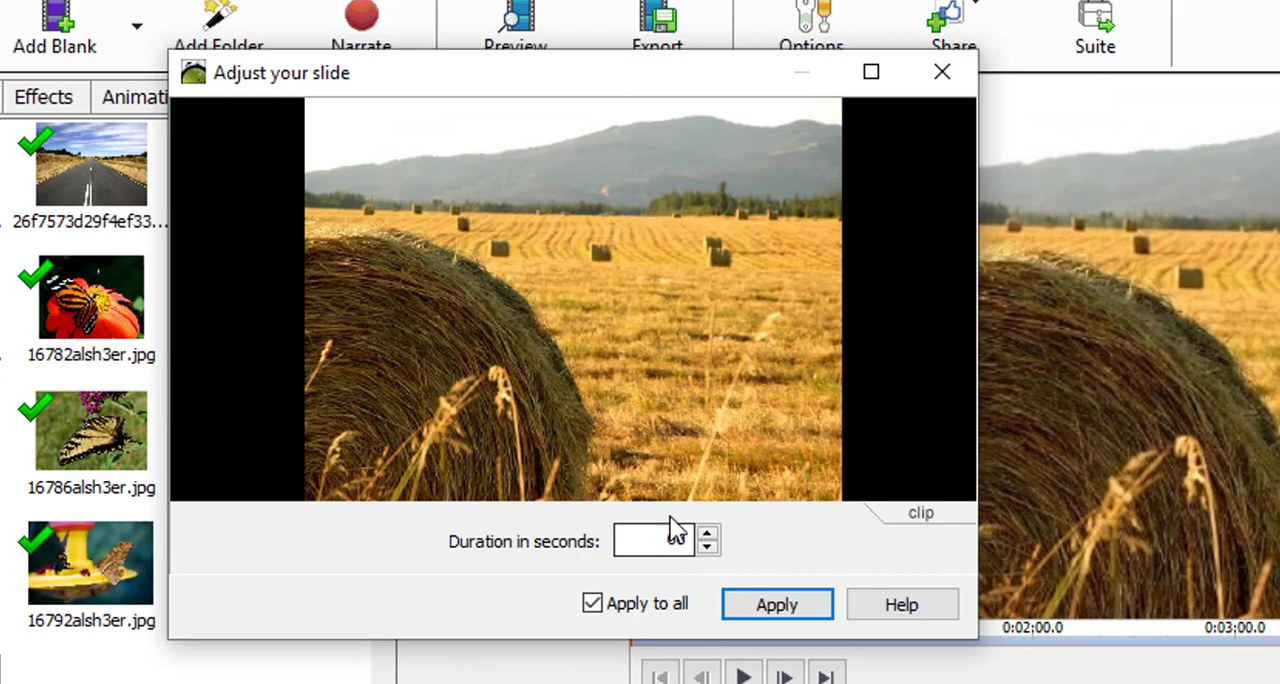 Add Blank
Add Folder
Narrate
Preview
Export
Options
Share
Suite
Adjust your slide
Effects
Animati
26f7573d29f4ef33...
16782alsh3er.jpg
16786alsh3er.jpg
16792alsh3er.jpg
clip
Duration in seconds:
Apply to all
Apply
Help
0:02;00.0
0:03;00.0